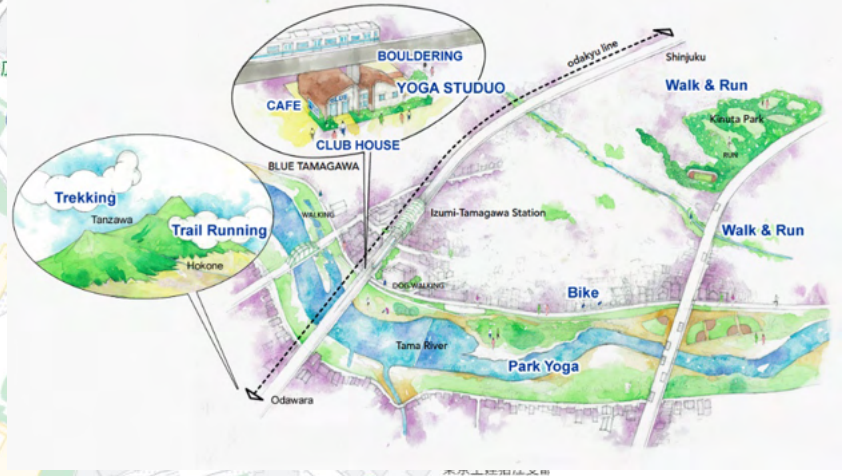 BOULDERING
YOGA STUDUO
CAFE
CLUB HOUSE
BLUE TAMAGAWA
odakyu line
Shinjuku
Walk & Run
Kinuta Park
RUN
Trekking
Tanzawa
Trail Running
Hokone
WALKING
Izumi-Tamagawa Station
Walk & Run
DOG WALKING
Bike
Tama River
Park Yoga
Odawara